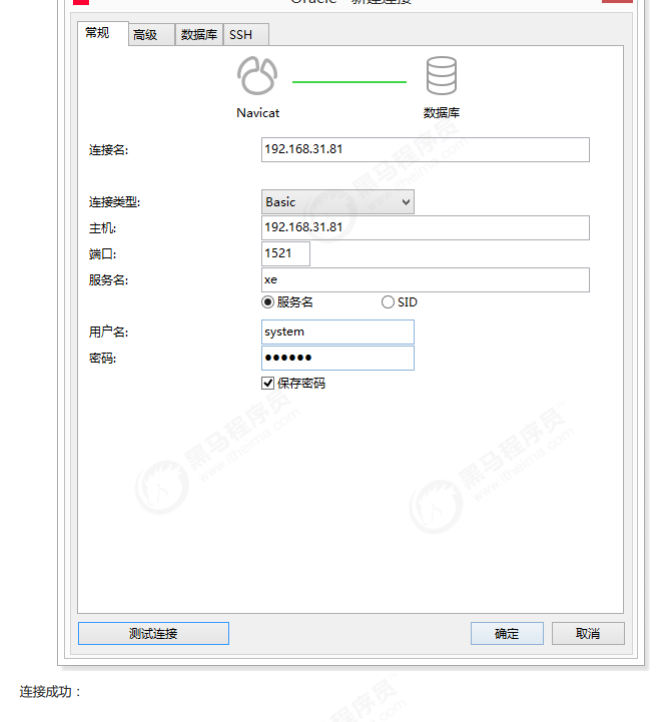 Oracle - 新建连接
常规 高级 数据库 SSH
Navicat 数据库
连接名: 192.168.31.81
连接类型: Basic
主机: 192.168.31.81
端口: 1521
服务名: xe
服务名 SID
用户名: system
密码: ●●●●●●
保存密码
测试连接 确定 取消
连接成功：
黑马程序员
www.itheima.com